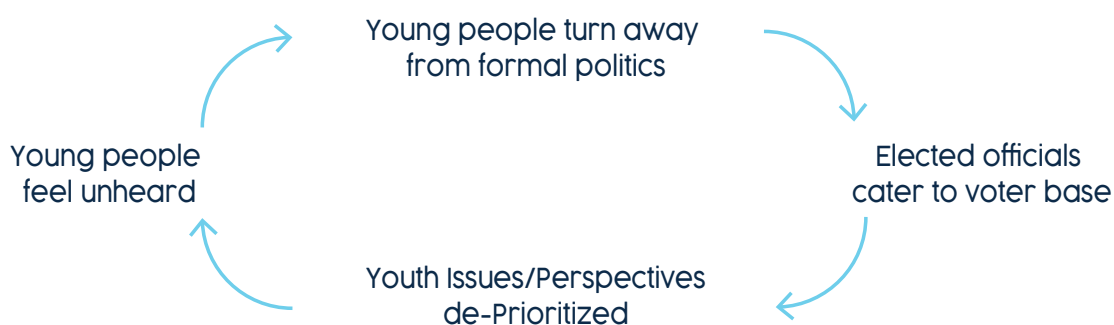 Young people turn away
from formal politics
Elected officials
cater to voter base
Youth Issues/Perspectives
de-Prioritized
Young people
feel unheard